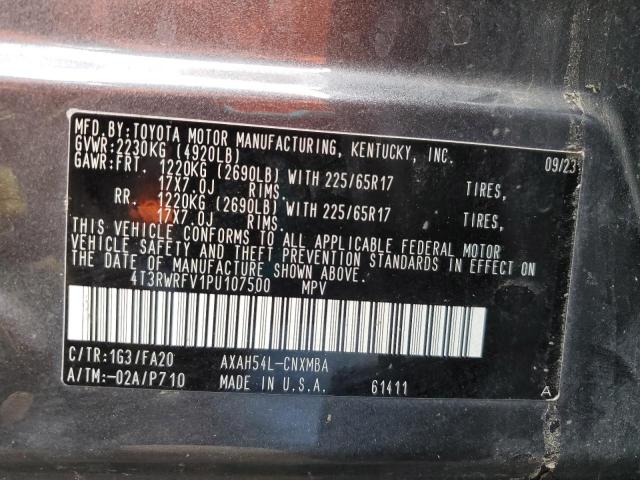 MFD.BY:TOYOTA MOTOR MANUFACTURING, KENTUCKY, INC.
GVWR:2230KG (4920LB) 09/23
GAWR:FRT. 1220KG (2690LB) WITH 225/65R17 TIRES,
17X7.0J RIMS.
RR. 1220KG (2690LB) WITH 225/65R17 TIRES,
17X7.0J RIMS.
THIS VEHICLE CONFORMS TO ALL APPLICABLE FEDERAL MOTOR
VEHICLE SAFETY AND THEFT PREVENTION STANDARDS IN EFFECT ON
THE DATE OF MANUFACTURE SHOWN ABOVE.
4T3RWRFV1PU107500 MPV
C/TR:1G3/FA20 AXAH54L-CNXMBA
A/TM:-02A/P710 MADE IN U.S.A. 61411 A